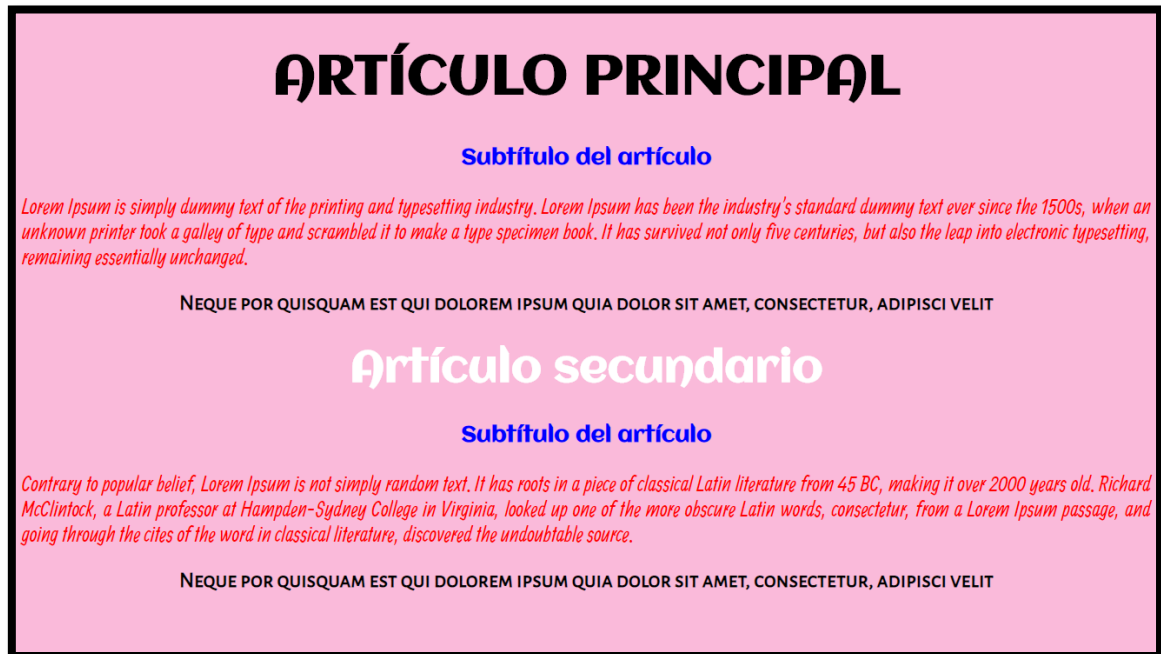 ARTÍCULO PRINCIPAL
Subtítulo del artículo
Lorem Ipsum is simply dummy text of the printing and typesetting industry. Lorem Ipsum has been the industry's standard dummy text ever since the 1500s, when an
unknown printer took a galley of type and scrambled it to make a type specimen book. It has survived not only five centuries, but also the leap into electronic typesetting,
remaining essentially unchanged.
Neque por quisquam est qui dolorem ipsum quia dolor sit amet, consectetur, adipisci velit
Artículo secundario
Subtítulo del artículo
Contrary to popular belief, Lorem Ipsum is not simply random text. It has roots in a piece of classical Latin literature from 45 BC, making it over 2000 years old. Richard
McClintock, a Latin professor at Hampden-Sydney College in Virginia, looked up one of the more obscure Latin words, consectetur, from a Lorem Ipsum passage, and
going through the cites of the word in classical literature, discovered the undoubtable source.
Neque por quisquam est qui dolorem ipsum quia dolor sit amet, consectetur, adipisci velit